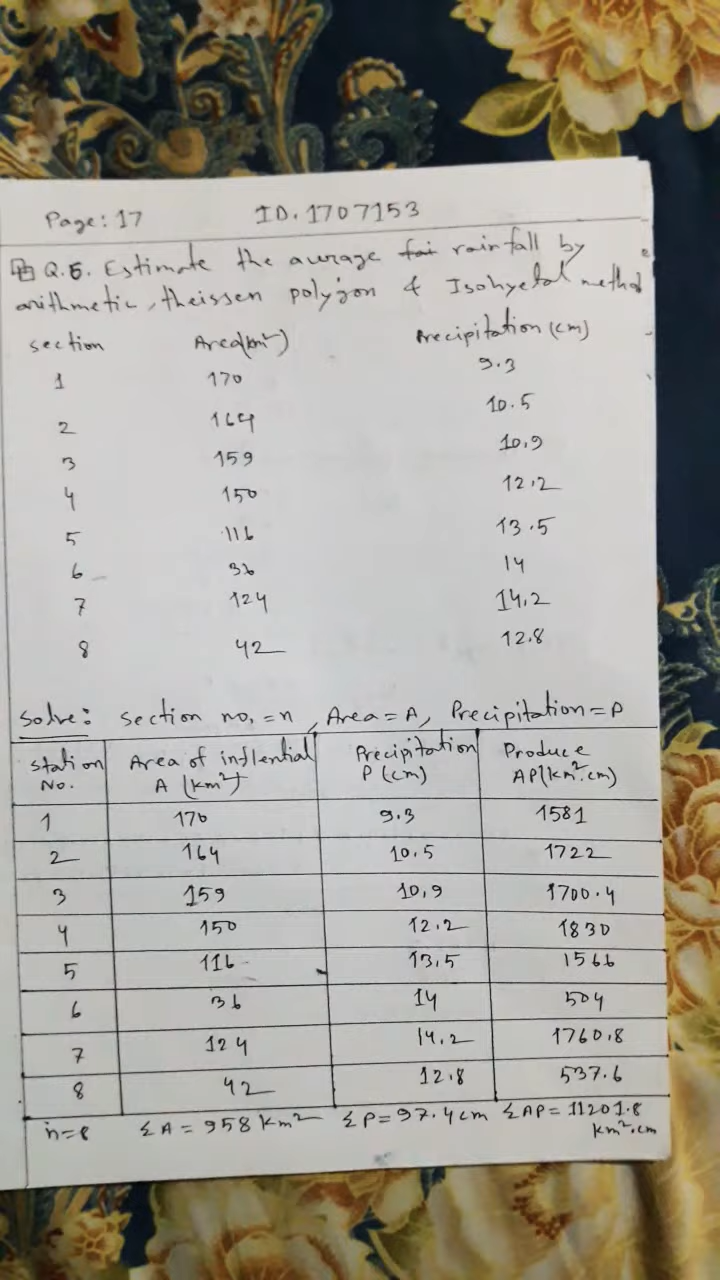 Page: 17 ID. 1707153
Q.5. Estimate the average rainfall by
arithmetic, theissen polygon & Isohyetal method
section Area(km²) Precipitation (cm)
1 170 9.3
2 164 10.5
3 159 10.9
4 150 12.2
5 116 13.5
6 36 14
7 124 14.2
8 42 12.8
Solve: Section no. = n, Area = A, Precipitation = P
Station No. Area of inflential A (km²) Precipitation P (cm) Produce AP(km².cm)
1 170 9.3 1581
2 164 10.5 1722
3 159 10.9 1700.4
4 150 12.2 1830
5 116 13.5 1566
6 36 14 504
7 124 14.2 1760.8
8 42 12.8 537.6
n=8 ΣA = 958 Km² ΣP = 97.4 cm ΣAP = 11201.8
km².cm